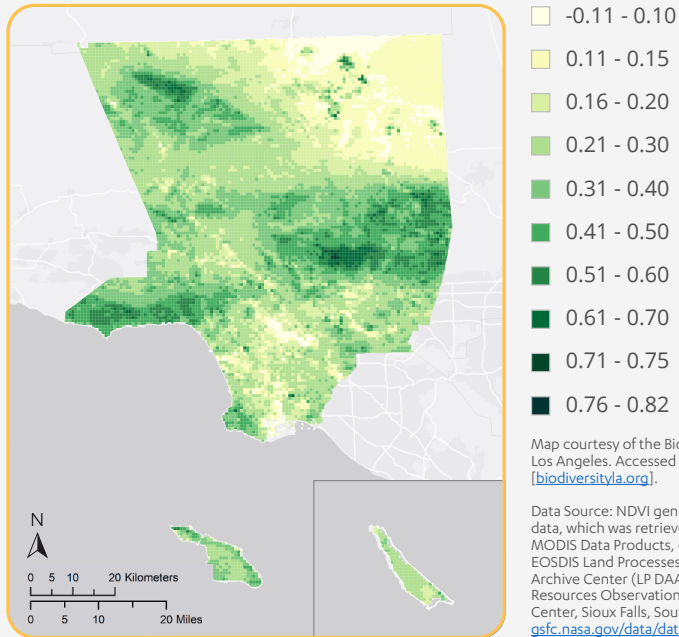 -0.11 - 0.10
0.11 - 0.15
0.16 - 0.20
0.21 - 0.30
0.31 - 0.40
0.41 - 0.50
0.51 - 0.60
0.61 - 0.70
0.71 - 0.75
0.76 - 0.82
Map courtesy of the
Los Angeles. Accessed
[biodiversityla.org].
Data Source: NDVI
data, which was
MODIS Data Products,
EOSDIS Land Processes
Archive Center (LP
Resources Observation
Center, Sioux Falls,
gsfc.nasa.gov/data/
N
0 5 10 20 Kilometers
0 5 10 20 Miles